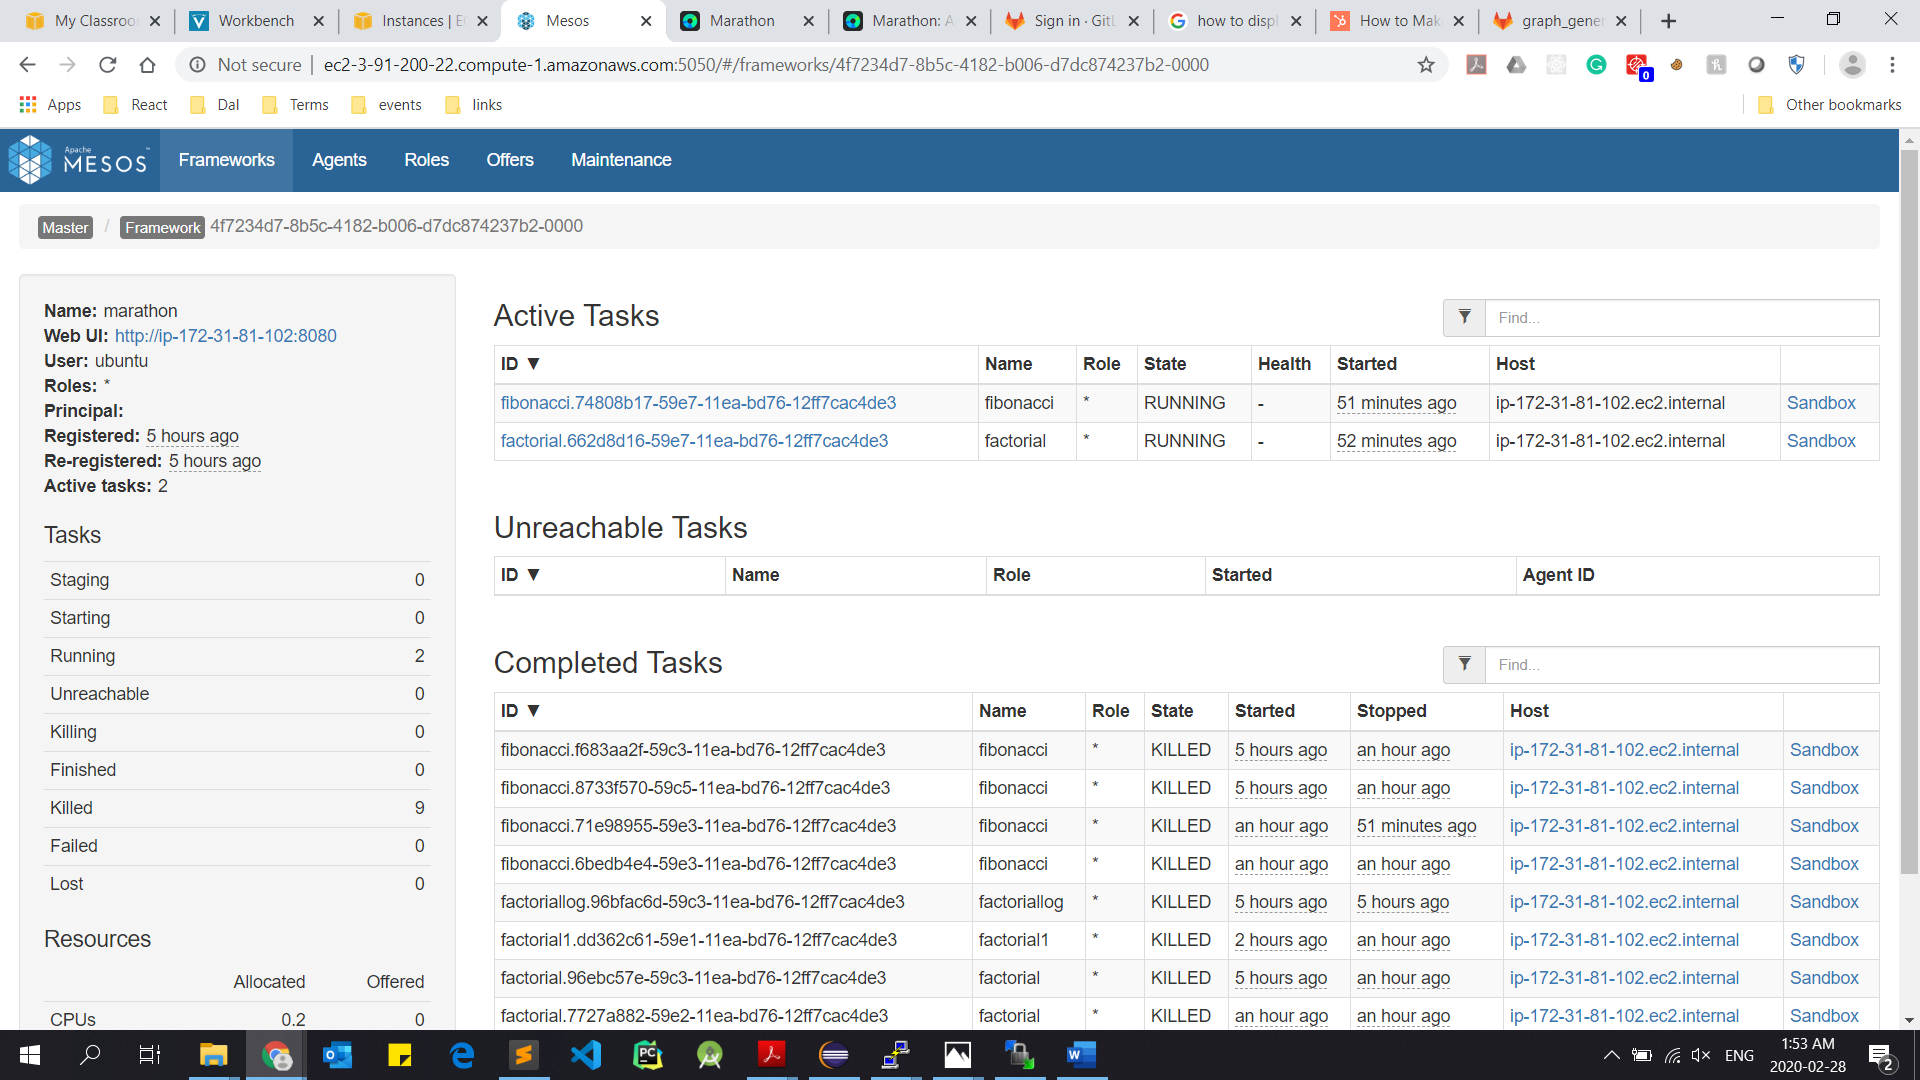 My Classroo
Workbench
Instances | E
Mesos
Marathon
Marathon: A
Sign in · GitL
how to displ
How to Mak
graph_gener
Not secure | ec2-3-91-200-22.compute-1.amazonaws.com:5050/#/frameworks/4f7234d7-8b5c-4182-b006-d7dc874237b2-0000
0
Apps React Dal Terms events links Other bookmarks
Apache
MESOS
Frameworks Agents Roles Offers Maintenance
Master / Framework 4f7234d7-8b5c-4182-b006-d7dc874237b2-0000
Name: marathon
Web UI: http://ip-172-31-81-102:8080
User: ubuntu
Roles: *
Principal:
Registered: 5 hours ago
Re-registered: 5 hours ago
Active tasks: 2
Tasks
Staging 0
Starting 0
Running 2
Unreachable 0
Killing 0
Finished 0
Killed 9
Failed 0
Lost 0
Resources
Allocated Offered
CPUs 0.2 0
Active Tasks
Find...
ID ▼ Name Role State Health Started Host
fibonacci.74808b17-59e7-11ea-bd76-12ff7cac4de3 fibonacci * RUNNING - 51 minutes ago ip-172-31-81-102.ec2.internal Sandbox
factorial.662d8d16-59e7-11ea-bd76-12ff7cac4de3 factorial * RUNNING - 52 minutes ago ip-172-31-81-102.ec2.internal Sandbox
Unreachable Tasks
ID ▼ Name Role Started Agent ID
Completed Tasks
Find...
ID ▼ Name Role State Started Stopped Host
fibonacci.f683aa2f-59c3-11ea-bd76-12ff7cac4de3 fibonacci * KILLED 5 hours ago an hour ago ip-172-31-81-102.ec2.internal Sandbox
fibonacci.8733f570-59c5-11ea-bd76-12ff7cac4de3 fibonacci * KILLED 5 hours ago an hour ago ip-172-31-81-102.ec2.internal Sandbox
fibonacci.71e98955-59e3-11ea-bd76-12ff7cac4de3 fibonacci * KILLED an hour ago 51 minutes ago ip-172-31-81-102.ec2.internal Sandbox
fibonacci.6bedb4e4-59e3-11ea-bd76-12ff7cac4de3 fibonacci * KILLED an hour ago an hour ago ip-172-31-81-102.ec2.internal Sandbox
factoriallog.96bfac6d-59c3-11ea-bd76-12ff7cac4de3 factoriallog * KILLED 5 hours ago 5 hours ago ip-172-31-81-102.ec2.internal Sandbox
factorial1.dd362c61-59e1-11ea-bd76-12ff7cac4de3 factorial1 * KILLED 2 hours ago an hour ago ip-172-31-81-102.ec2.internal Sandbox
factorial.96ebc57e-59c3-11ea-bd76-12ff7cac4de3 factorial * KILLED 5 hours ago an hour ago ip-172-31-81-102.ec2.internal Sandbox
factorial.7727a882-59e2-11ea-bd76-12ff7cac4de3 factorial * KILLED an hour ago an hour ago ip-172-31-81-102.ec2.internal Sandbox
ENG
1:53 AM
2020-02-28
2